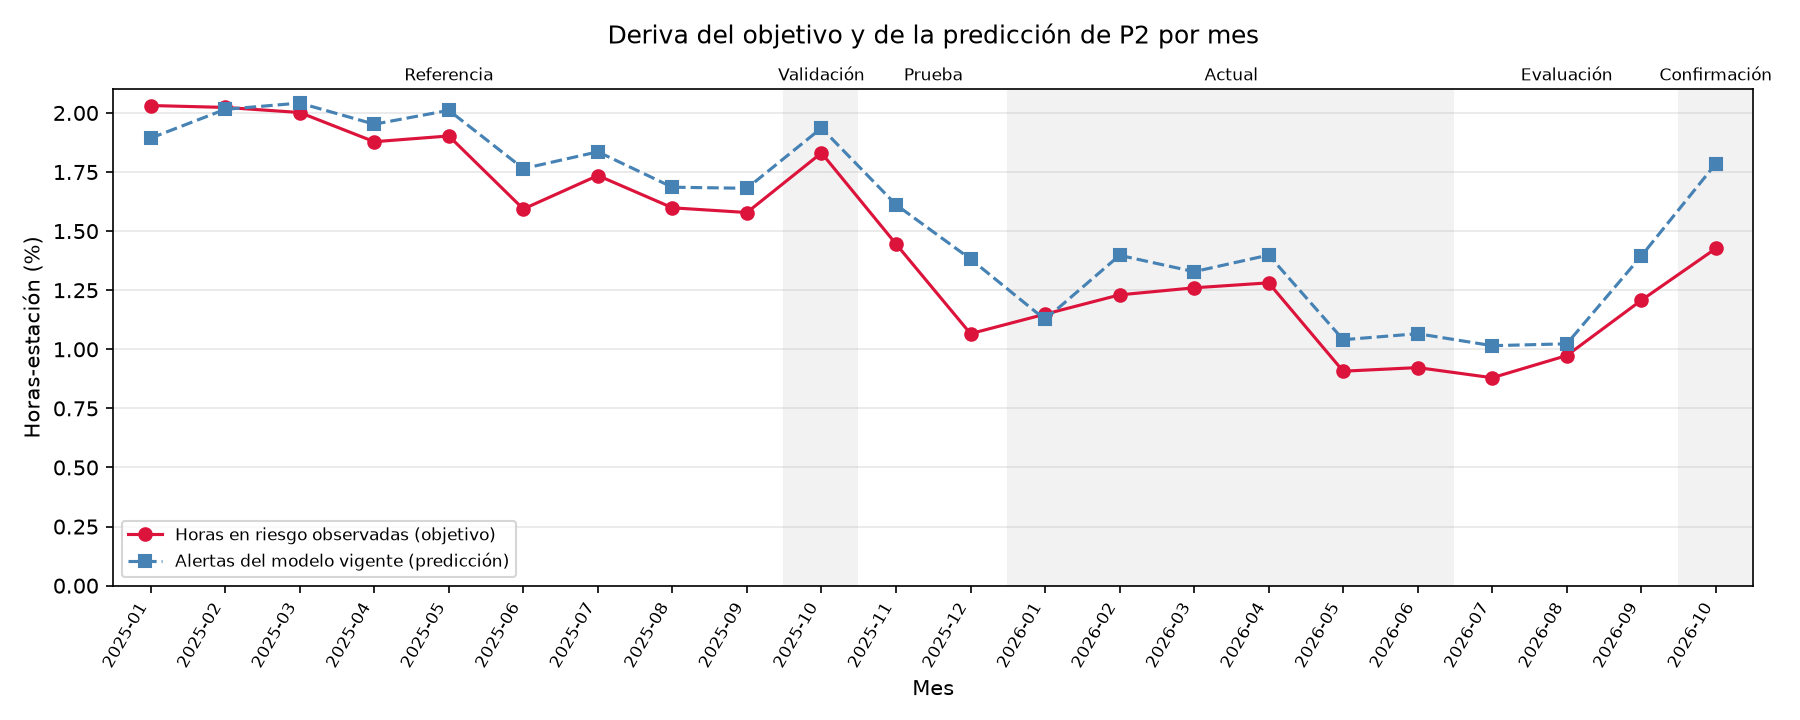 Deriva del objetivo y de la predicción de P2 por mes
Referencia Validación Prueba Actual Evaluación Confirmación
Horas-estación (%)
2.00
1.75
1.50
1.25
1.00
0.75
0.50
0.25
0.00
Horas en riesgo observadas (objetivo)
Alertas del modelo vigente (predicción)
2025-01 2025-02 2025-03 2025-04 2025-05 2025-06 2025-07 2025-08 2025-09 2025-10 2025-11 2025-12 2026-01 2026-02 2026-03 2026-04 2026-05 2026-06 2026-07 2026-08 2026-09 2026-10
Mes